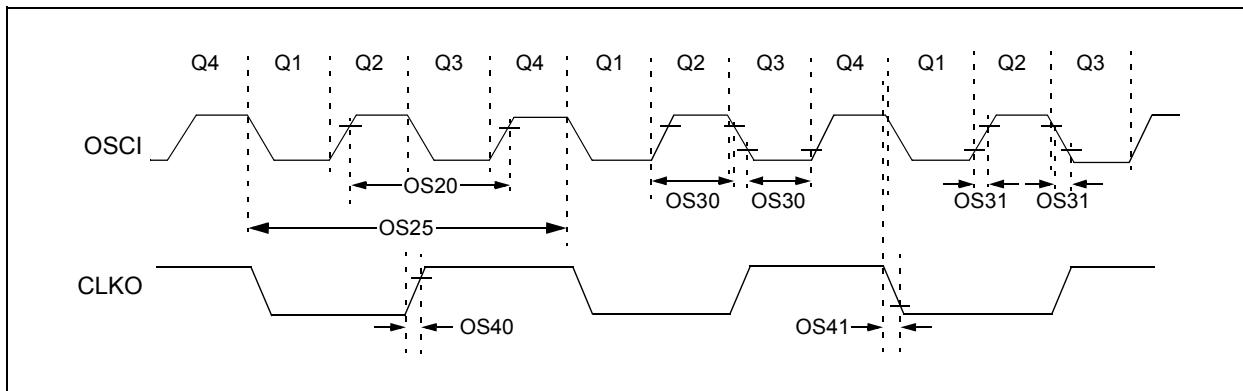 Q4 Q1 Q2 Q3 Q4 Q1 Q2 Q3 Q4 Q1 Q2 Q3
OSCI
OS20 OS30 OS30 OS31 OS31
OS25
CLKO
OS40 OS41